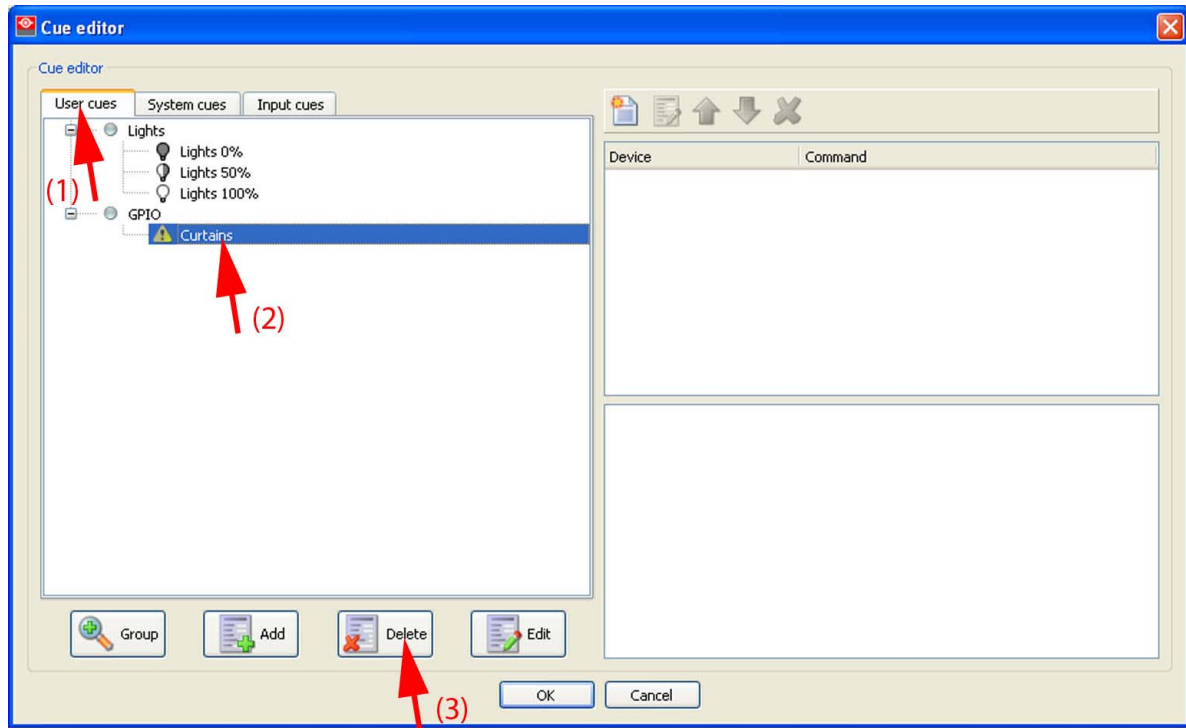 Cue editor
Cue editor
User cues System cues Input cues
Lights
Lights 0%
Lights 50%
(1)
Lights 100%
GPIO
Curtains
(2)
Device Command
Group Add Delete Edit
(3)
OK Cancel